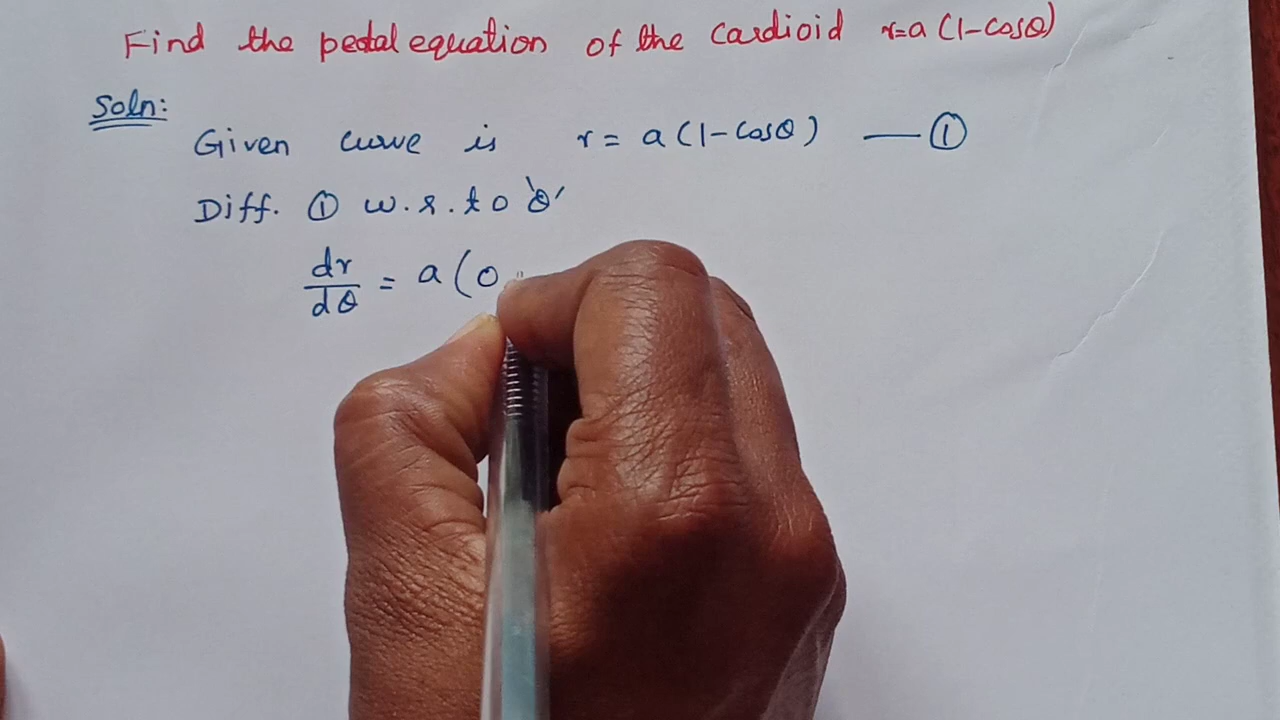 Find the pedal equation of the cardioid r=a(1-cosθ)
Soln:
Given curve is r = a(1-cosθ) — ①
Diff. ① w.r.to 'θ'
dr/dθ = a(0